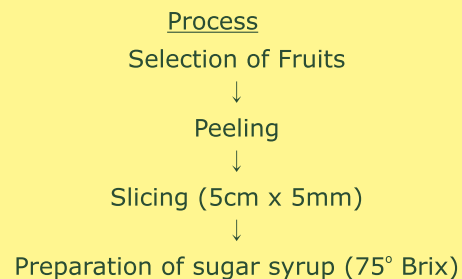 Process
Selection of Fruits
↓
Peeling
↓
Slicing (5cm x 5mm)
↓
Preparation of sugar syrup (75° Brix)